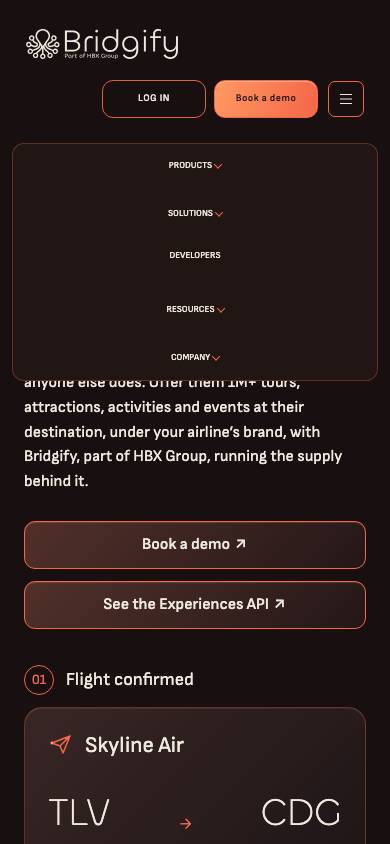 Bridgify
Part of HBX Group
LOG IN
Book a demo
PRODUCTS
SOLUTIONS
DEVELOPERS
RESOURCES
COMPANY
anyone else does. Offer them 1M+ tours,
attractions, activities and events at their
destination, under your airline’s brand, with
Bridgify, part of HBX Group, running the supply
behind it.
Book a demo ↗
See the Experiences API ↗
01 Flight confirmed
Skyline Air
TLV → CDG